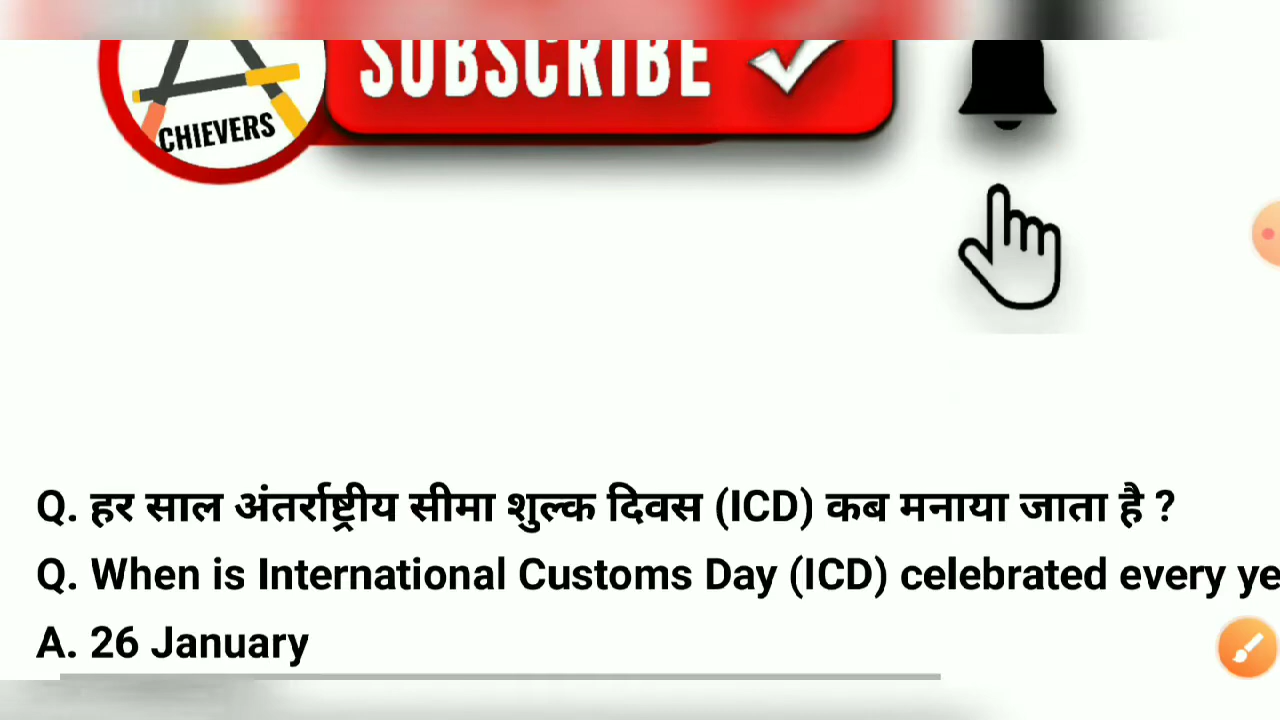 SUBSCRIBE
CHIEVERS
Q. हर साल अंतर्राष्ट्रीय सीमा शुल्क दिवस (ICD) कब मनाया जाता है ?
Q. When is International Customs Day (ICD) celebrated every ye
A. 26 January